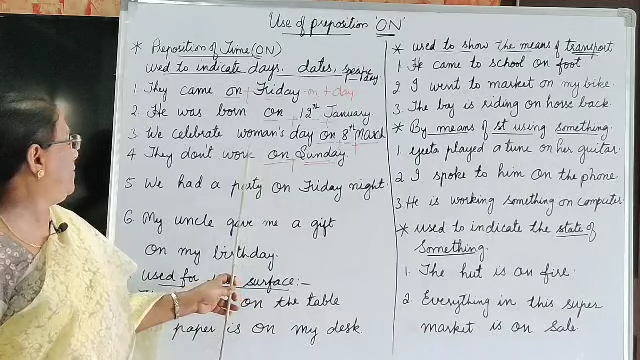 Use of preposition 'ON'
* Preposition of Time (ON)
used to indicate days, dates, special day
1. They came on Friday - on + day
2. He was born on 12th January
3 We celebrate woman's day on 8th March
4 They don't work on Sunday
5 We had a party on Friday night
6. My uncle gave me a gift
on my birthday.
Used for surface:-
on the table
paper is on my desk.
* used to show the means of transport
1 He came to school on foot
2 I went to market on my bike
3. The boy is riding on horse back
* By means of st using something.
1 geeta played a tune on her guitar
2 I spoke to him on the phone
3 He is working something on computer
* used to indicate the state of
Something.
1. The hut is on fire.
2 Everything in this super
market is on sale.